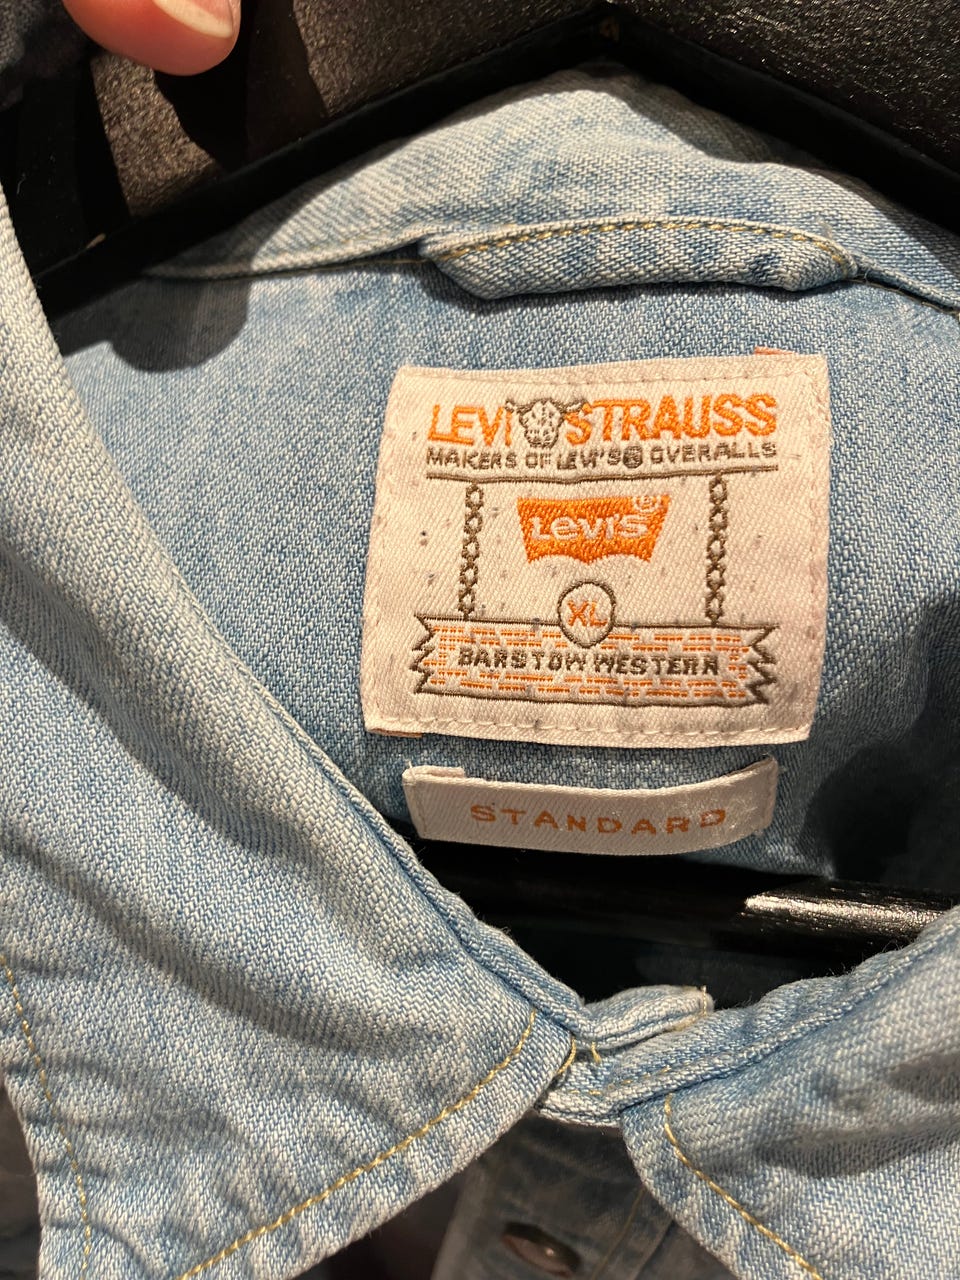 LEVI STRAUSS
MAKERS OF LEVI'S® OVERALLS
Levi's®
XL
BARSTOW WESTERN
STANDARD